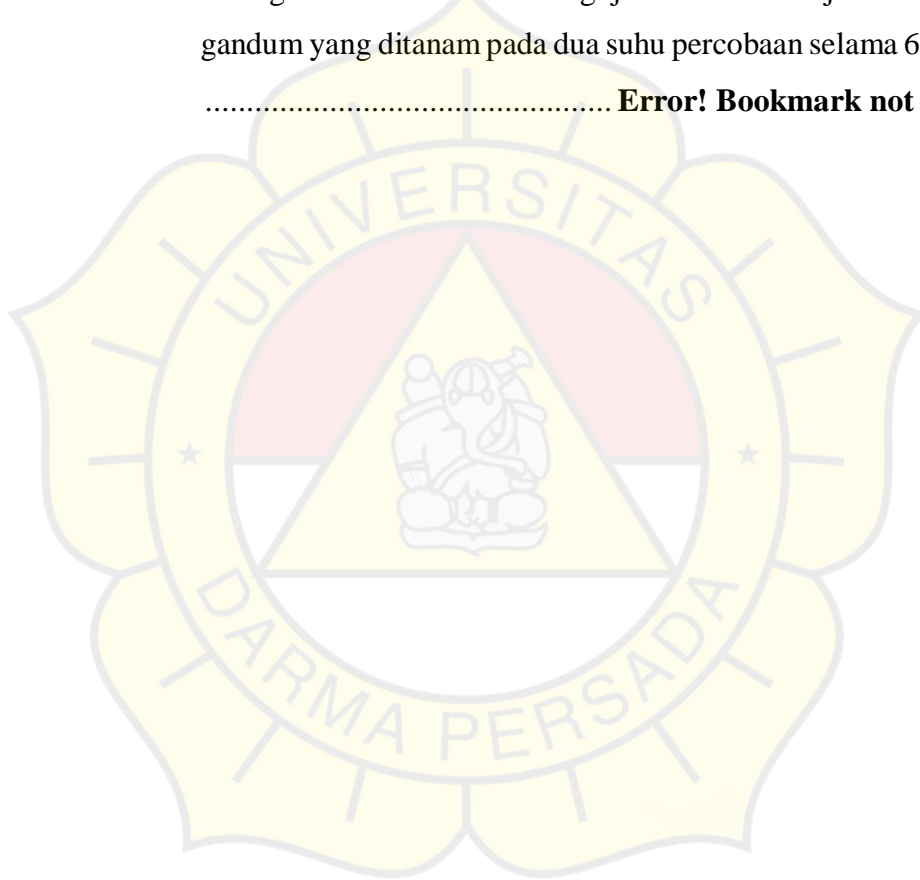 gandum yang ditanam pada dua suhu percobaan selama 6
................................................. Error! Bookmark not
UNIVERSITAS
DARMA PERSADA